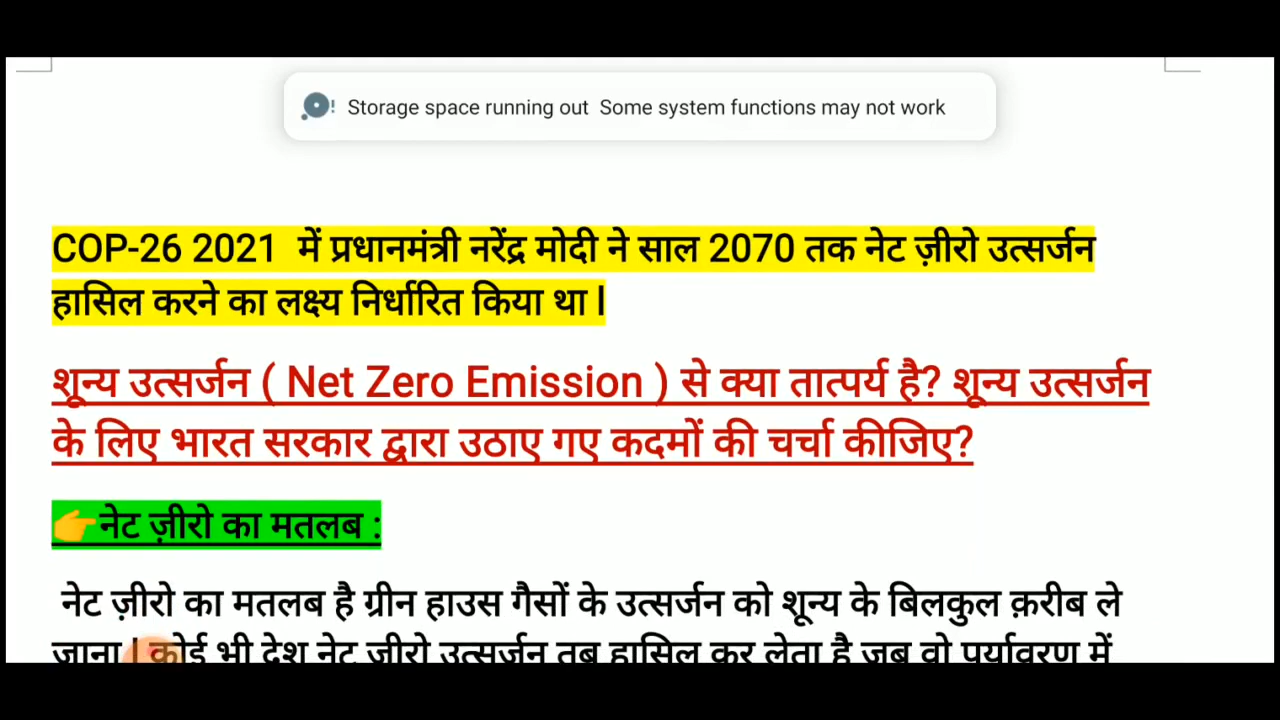 Storage space running out Some system functions may not work
COP-26 2021 में प्रधानमंत्री नरेंद्र मोदी ने साल 2070 तक नेट ज़ीरो उत्सर्जन
हासिल करने का लक्ष्य निर्धारित किया था l
शून्य उत्सर्जन ( Net Zero Emission ) से क्या तात्पर्य है? शून्य उत्सर्जन
के लिए भारत सरकार द्वारा उठाए गए कदमों की चर्चा कीजिए?
👉नेट ज़ीरो का मतलब :
नेट ज़ीरो का मतलब है ग्रीन हाउस गैसों के उत्सर्जन को शून्य के बिलकुल क़रीब ले
जाना l कोई भी देश नेट ज़ीरो उत्सर्जन तब हासिल कर लेता है जब वो पर्यावरण में